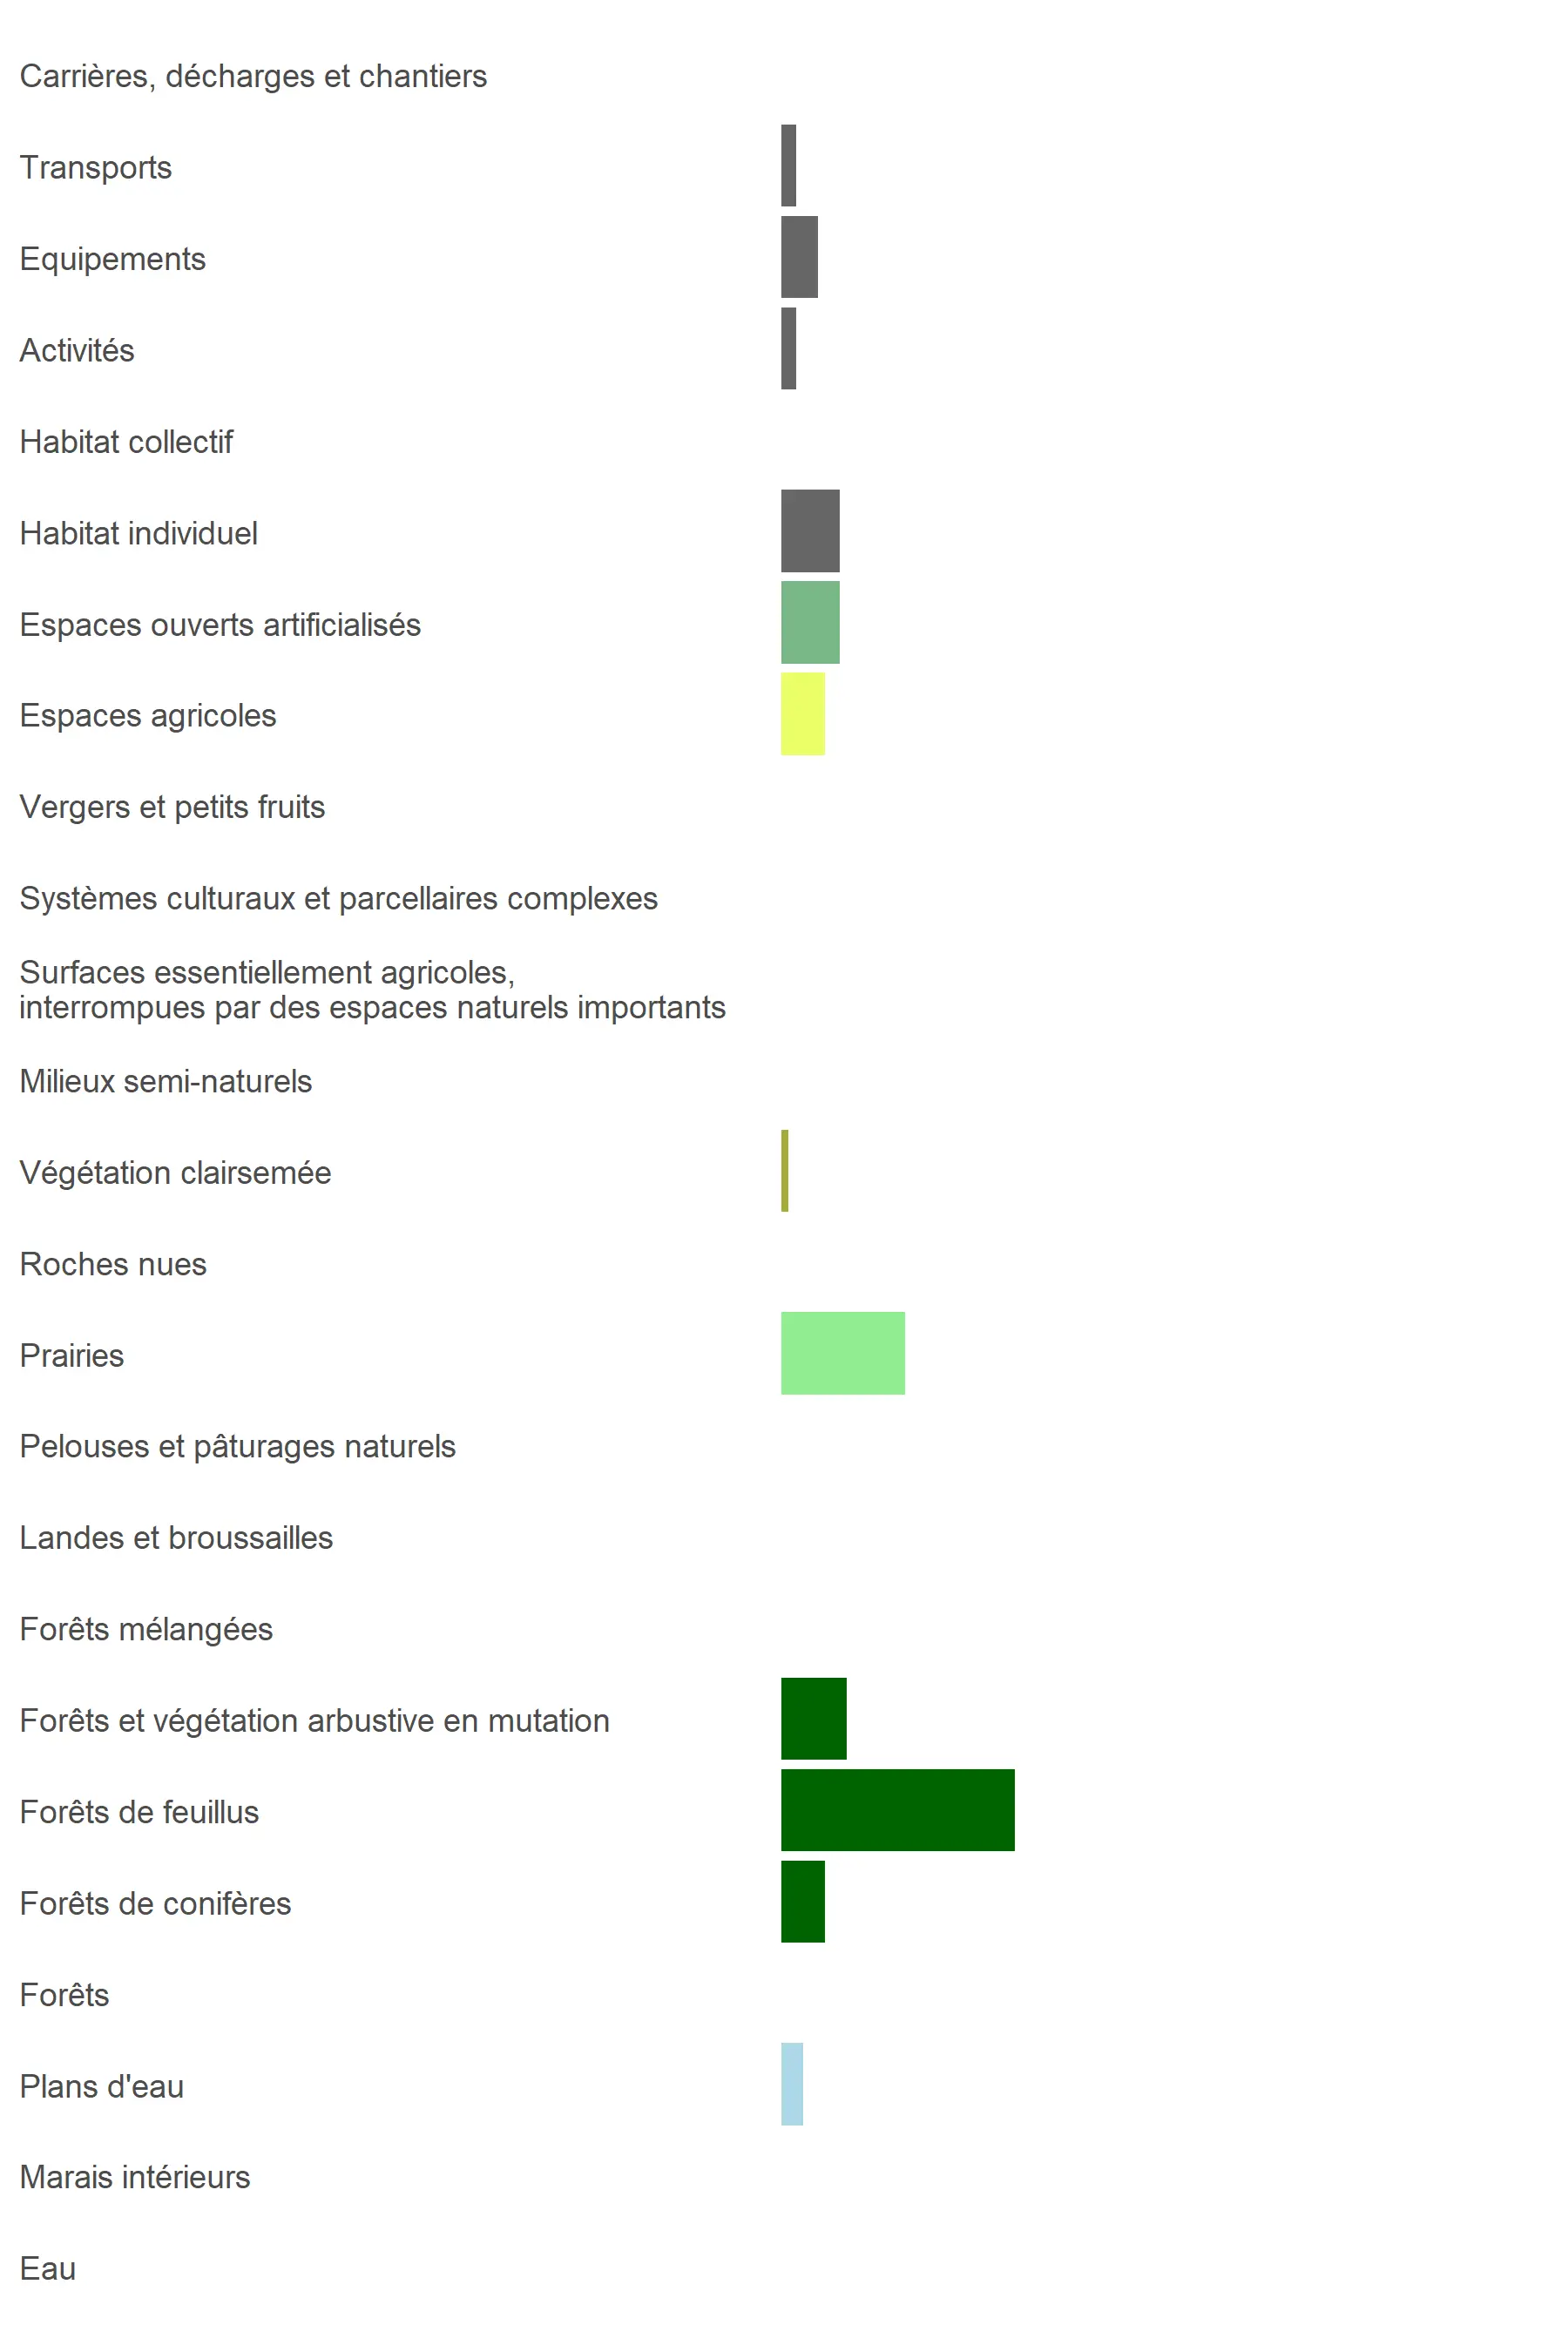 Carrières, décharges et chantiers
Transports
Equipements
Activités
Habitat collectif
Habitat individuel
Espaces ouverts artificialisés
Espaces agricoles
Vergers et petits fruits
Systèmes culturaux et parcellaires complexes
Surfaces essentiellement agricoles,
interrompues par des espaces naturels importants
Milieux semi-naturels
Végétation clairsemée
Roches nues
Prairies
Pelouses et pâturages naturels
Landes et broussailles
Forêts mélangées
Forêts et végétation arbustive en mutation
Forêts de feuillus
Forêts de conifères
Forêts
Plans d'eau
Marais intérieurs
Eau